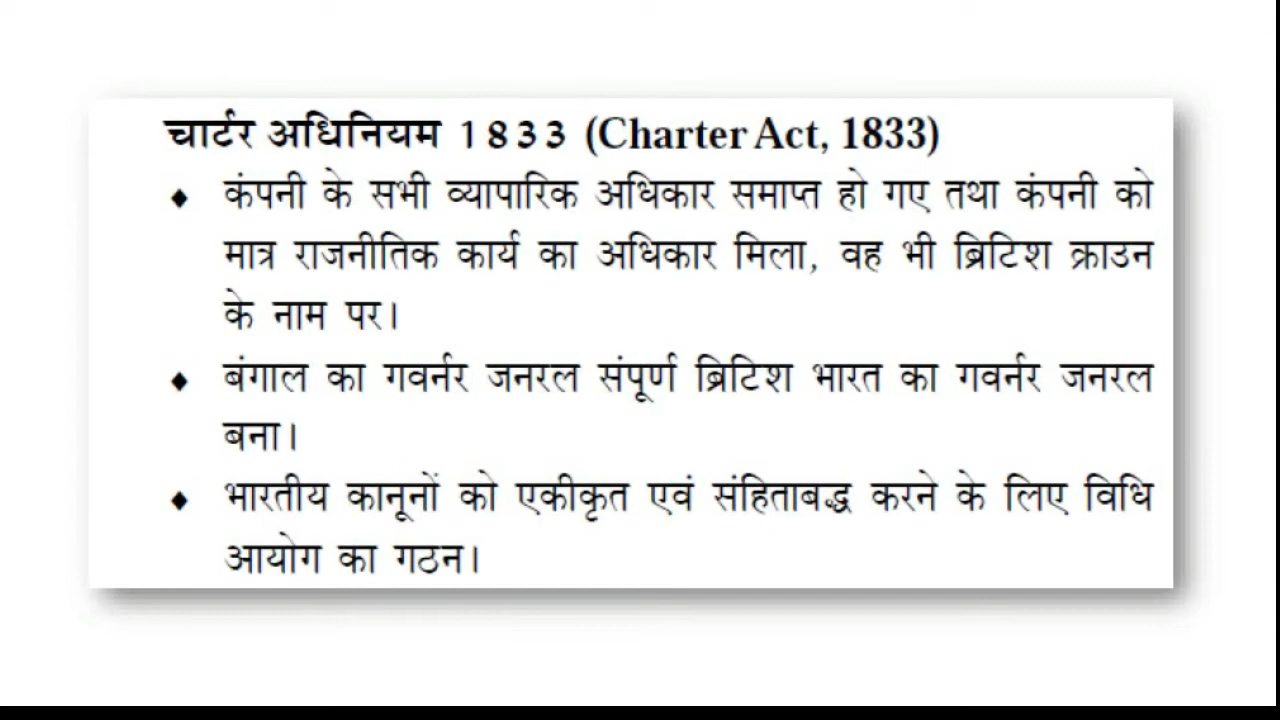 चार्टर अधिनियम 1833 (Charter Act, 1833)
♦ कंपनी के सभी व्यापारिक अधिकार समाप्त हो गए तथा कंपनी को
मात्र राजनीतिक कार्य का अधिकार मिला, वह भी ब्रिटिश क्राउन
के नाम पर।
♦ बंगाल का गवर्नर जनरल संपूर्ण ब्रिटिश भारत का गवर्नर जनरल
बना।
♦ भारतीय कानूनों को एकीकृत एवं संहिताबद्ध करने के लिए विधि
आयोग का गठन।